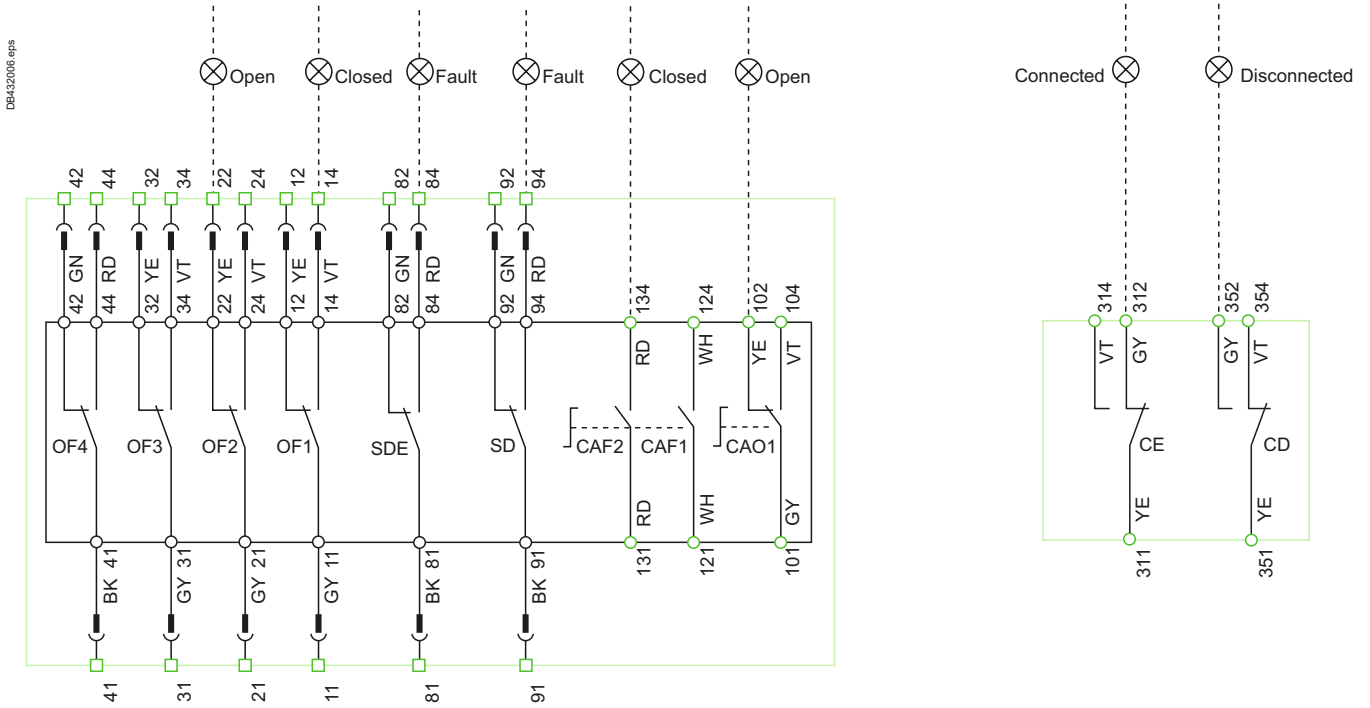 DB432006.eps
Open
Closed
Fault
Fault
Closed
Open
Connected
Disconnected
42 44 32 34 22 24 12 14 82 84 92 94
GN RD YE VT YE VT YE VT GN RD GN RD
42 44 32 34 22 24 12 14 82 84 92 94 134 124 102 104
314 312 352 354
RD WH YE VT
VT GY GY VT
OF4 OF3 OF2 OF1 SDE SD CAF2 CAF1 CAO1
CE CD
RD WH GY
YE YE
BK 41 GY 31 GY 21 GY 11 BK 81 BK 91 131 121 101
311 351
41 31 21 11 81 91